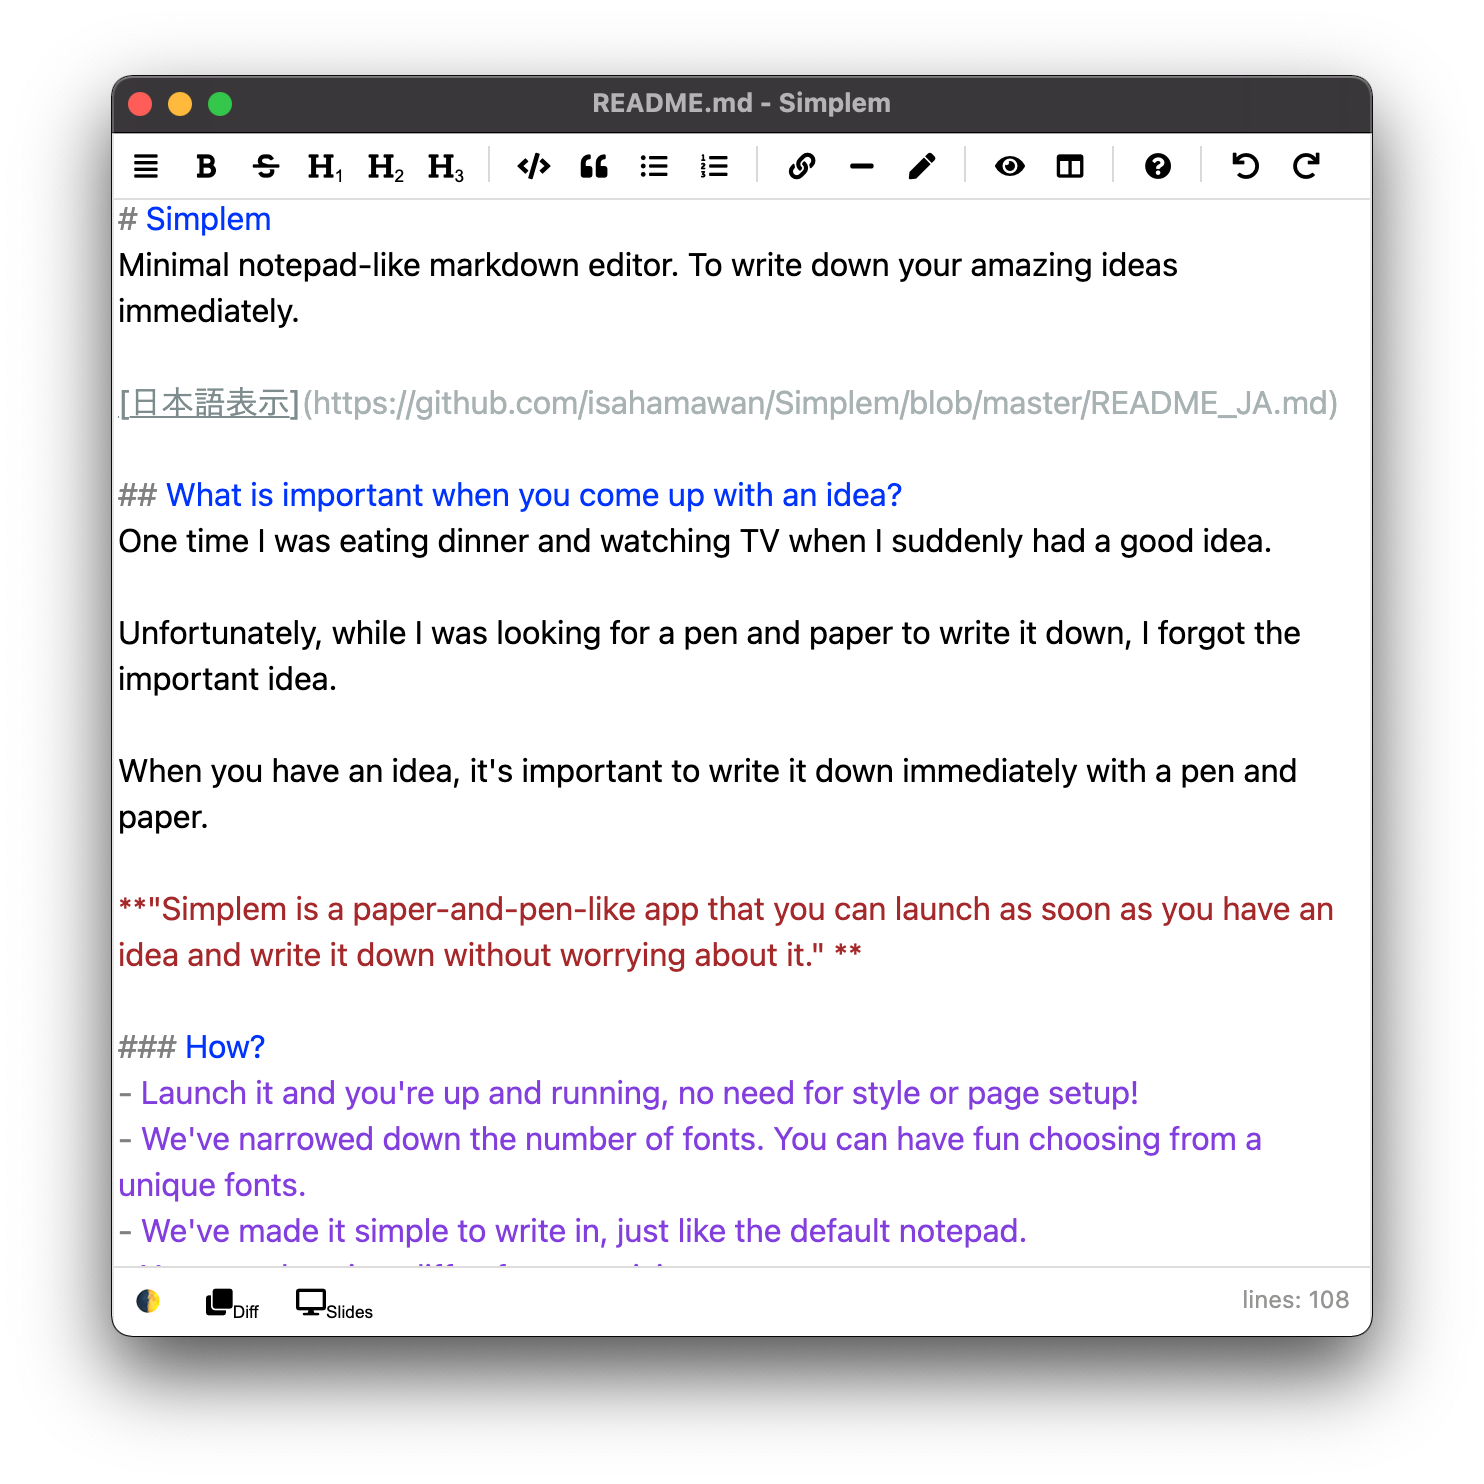 README.md - Simplem
B S H1 H2 H3
# Simplem
Minimal notepad-like markdown editor. To write down your amazing ideas
immediately.
[日本語表示](https://github.com/isahamawan/Simplem/blob/master/README_JA.md)
## What is important when you come up with an idea?
One time I was eating dinner and watching TV when I suddenly had a good idea.
Unfortunately, while I was looking for a pen and paper to write it down, I forgot the
important idea.
When you have an idea, it's important to write it down immediately with a pen and
paper.
**"Simplem is a paper-and-pen-like app that you can launch as soon as you have an
idea and write it down without worrying about it." **
### How?
- Launch it and you're up and running, no need for style or page setup!
- We've narrowed down the number of fonts. You can have fun choosing from a
unique fonts.
- We've made it simple to write in, just like the default notepad.
Diff Slides lines: 108